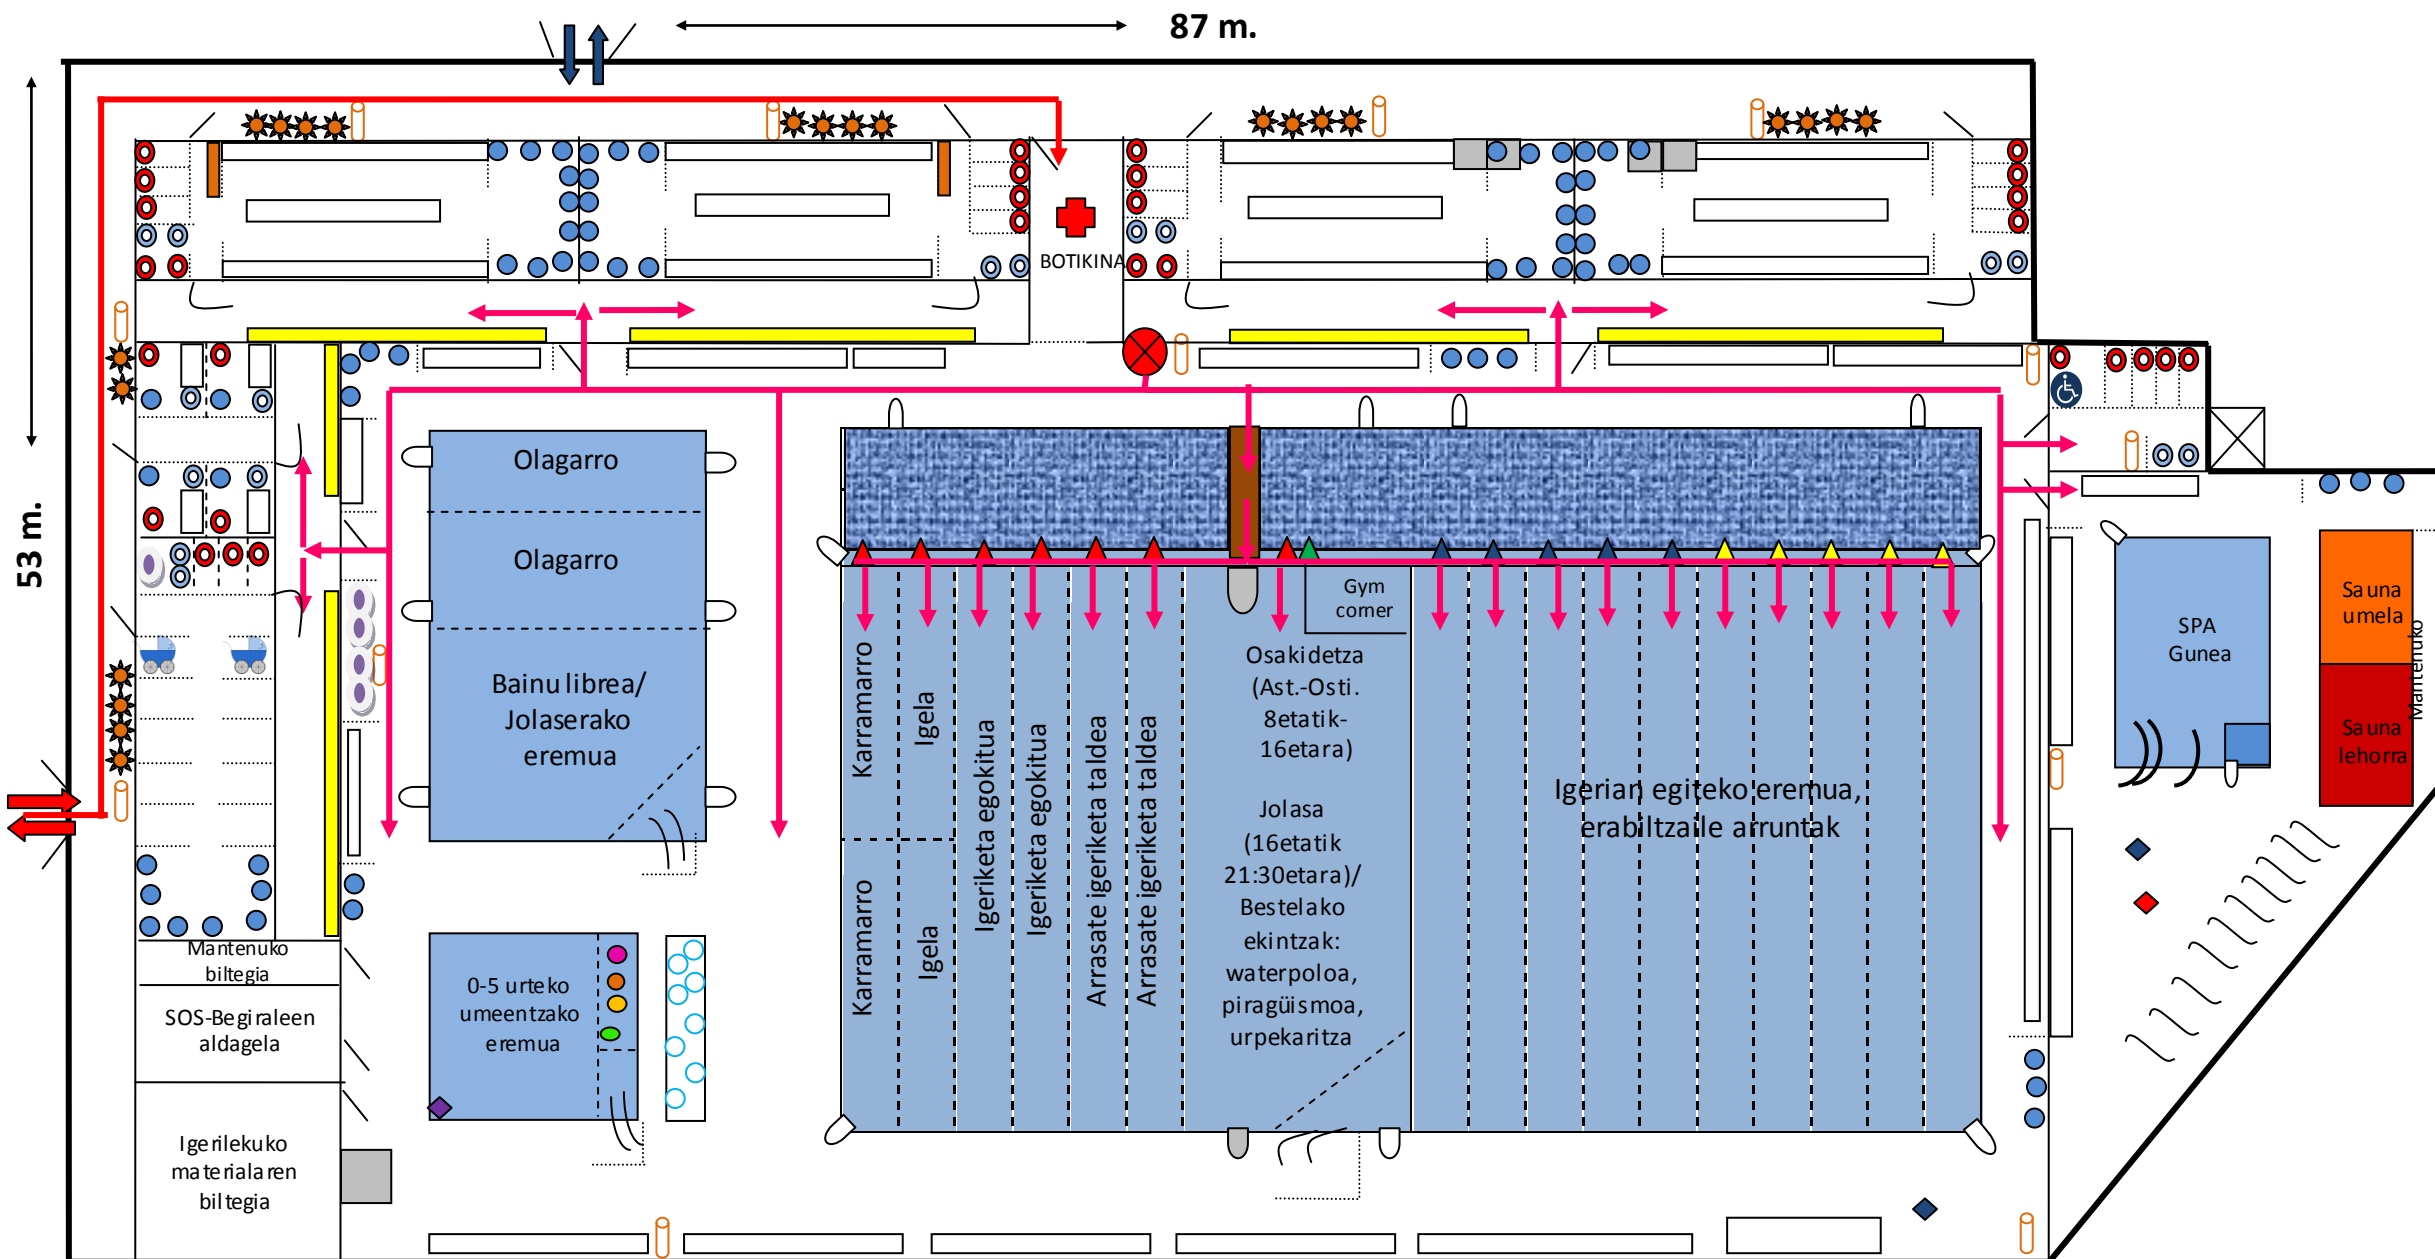 87 m.
53 m.
BOTIKINA
Olagarro
Olagarro
Bainu librea/
Jolaserako
eremua
0-5 urteko
umeentzako
eremua
Mantenuko
biltegia
SOS-Begiraleen
aldagela
Igerilekuko
materialaren
biltegia
Karramarro
Igela
Karramarro
Igela
Igeriketa egokitua
Igeriketa egokitua
Arrasate igeriketa taldea
Arrasate igeriketa taldea
Gym
corner
Osakidetza
(Ast.-Osti.
8etatik-
16etara)
Jolasa
(16etatik
21:30etara)/
Bestelako
ekintzak:
waterpoloa,
piragüismoa,
urpekaritza
Igerian egiteko eremua,
erabiltzaile arruntak
SPA
Gunea
Sauna
umela
Sauna
lehorra
Mantenuko